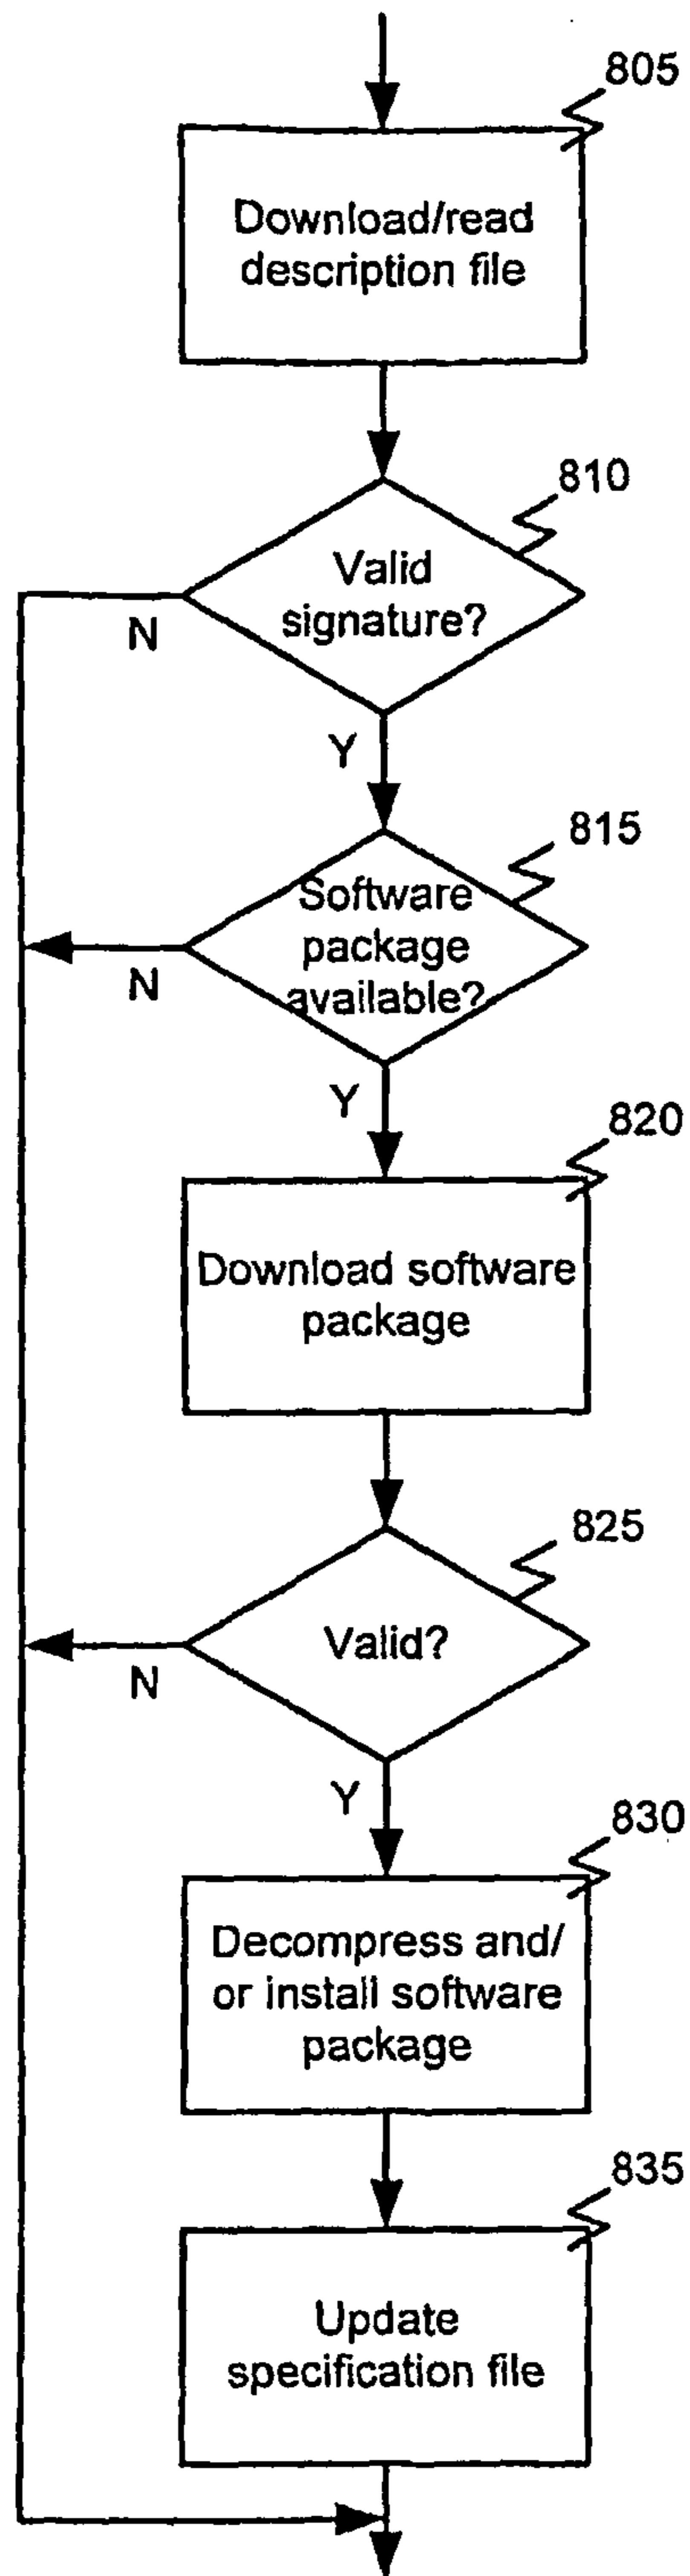 805
Download/read
description file
810
Valid
signature?
N
Y
815
Software
package
available?
N
Y
820
Download software
package
825
Valid?
N
Y
830
Decompress and/
or install software
package
835
Update
specification file